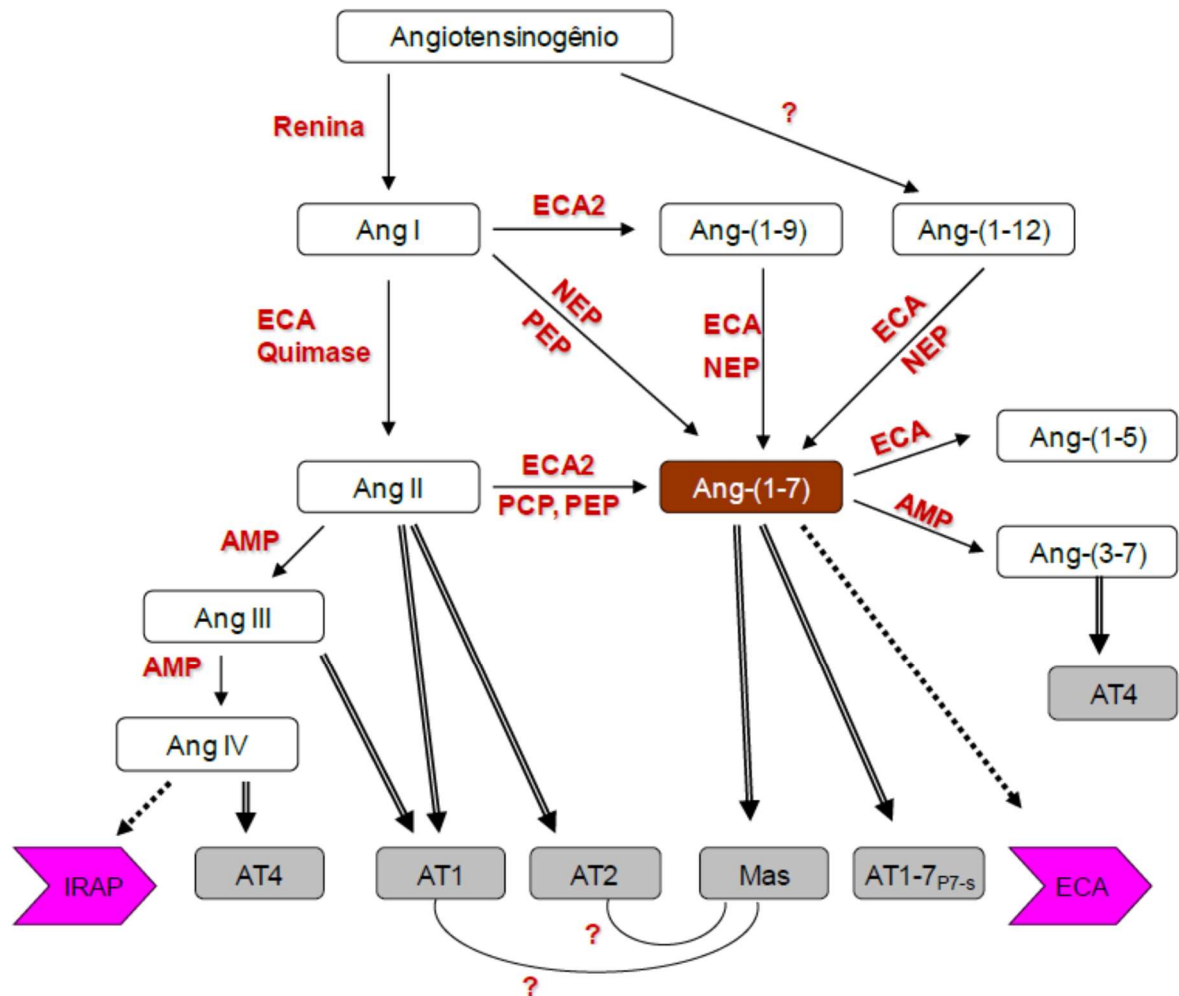 Angiotensinogênio
Renina
?
Ang I
ECA2
Ang-(1-9)
Ang-(1-12)
ECA
Quimase
NEP
PEP
ECA
NEP
ECA
NEP
Ang II
ECA2
PCP, PEP
Ang-(1-7)
ECA
Ang-(1-5)
AMP
Ang-(3-7)
AMP
Ang III
AMP
Ang IV
AT4
IRAP
AT4
AT1
AT2
Mas
AT1-7P7-s
ECA
?
?